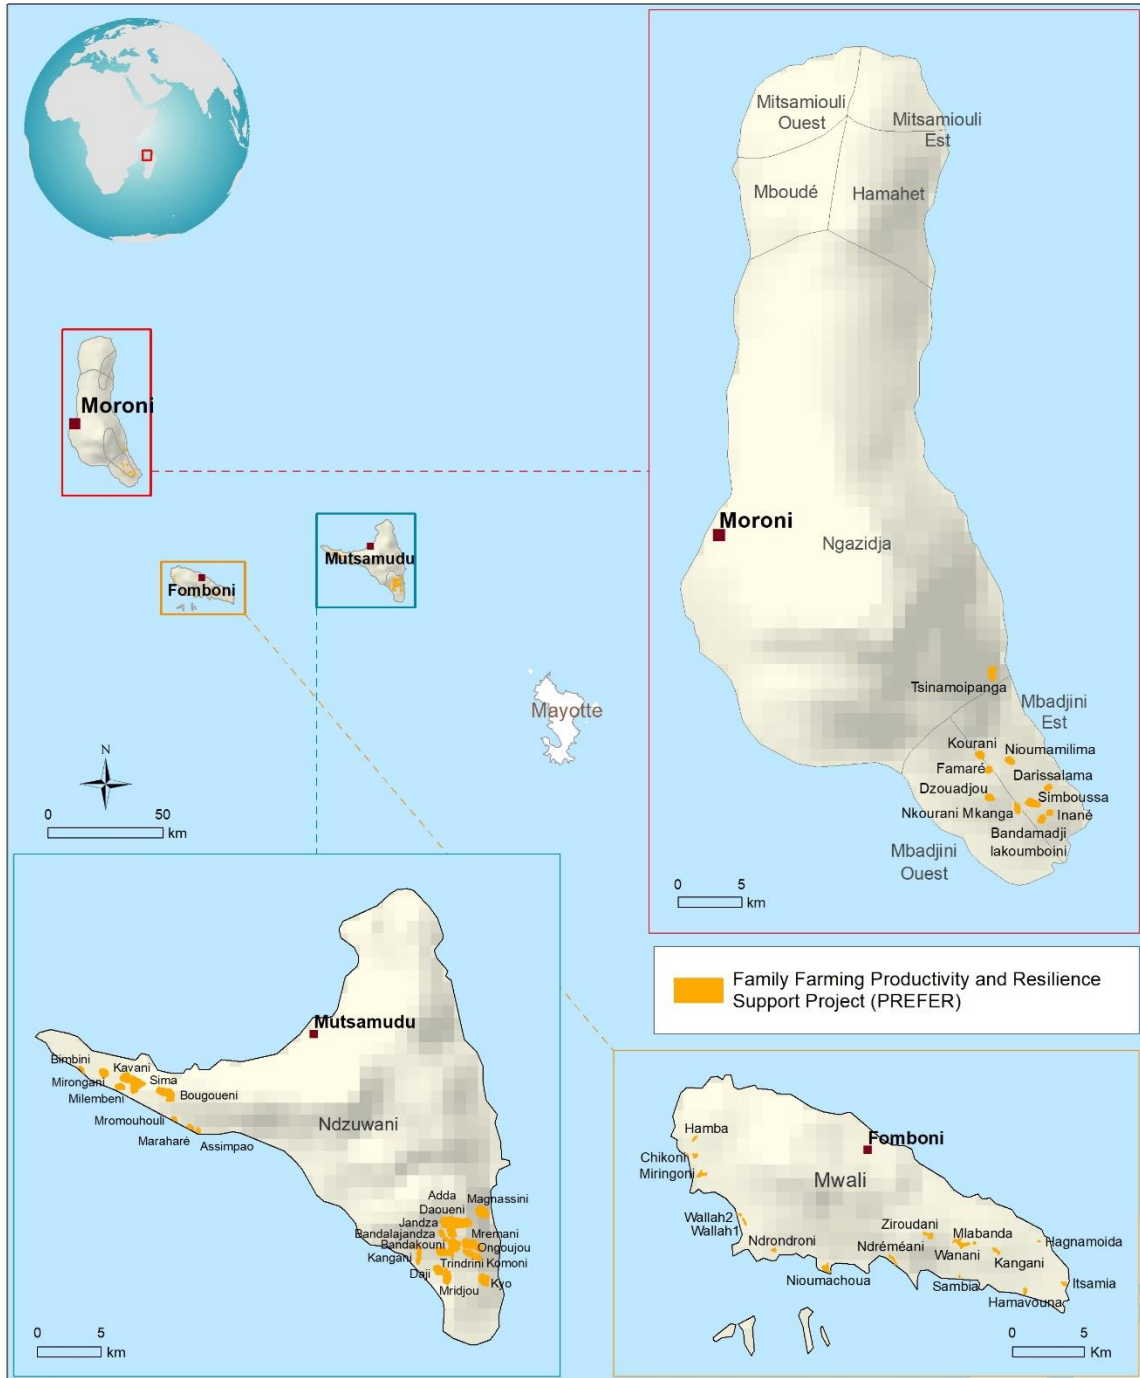 Moroni
Mutsamudu
Fomboni
Mayotte
N
0 50
km
Mitsamiouli
Ouest
Mitsamiouli
Est
Mboudé
Hamahet
Moroni
Ngazidja
Tsinamoipanga
Mbadjini
Est
Kourani
Nioumamilima
Famaré
Darissalama
Dzouadjou
Simboussa
Nkourani Mkanga
Inané
Bandamadji
lakoumboini
Mbadjini
Ouest
0 5
km
Family Farming Productivity and Resilience
Support Project (PREFER)
Mutsamudu
Bimbini
Kavani
Mirongani
Sima
Milembeni
Bougoueni
Mromouhouli
Maraharé
Assimpao
Ndzuwani
Adda
Daoueni
Magnassini
Jandza
Bandalajandza
Mremani
Bandakouni
Ongoujou
Kangani
Trindrini
Komoni
Daji
Mridjou
Kyo
0 5
km
Hamba
Fomboni
Chikoni
Miringoni
Mwali
Wallah2
Wallah1
Ziroudani
Mlabanda
Ndrondroni
Ndréméani
Wanani
Hagnamoida
Kangani
Nioumachoua
Sambia
Itsamia
Hamavouna
0 5
Km